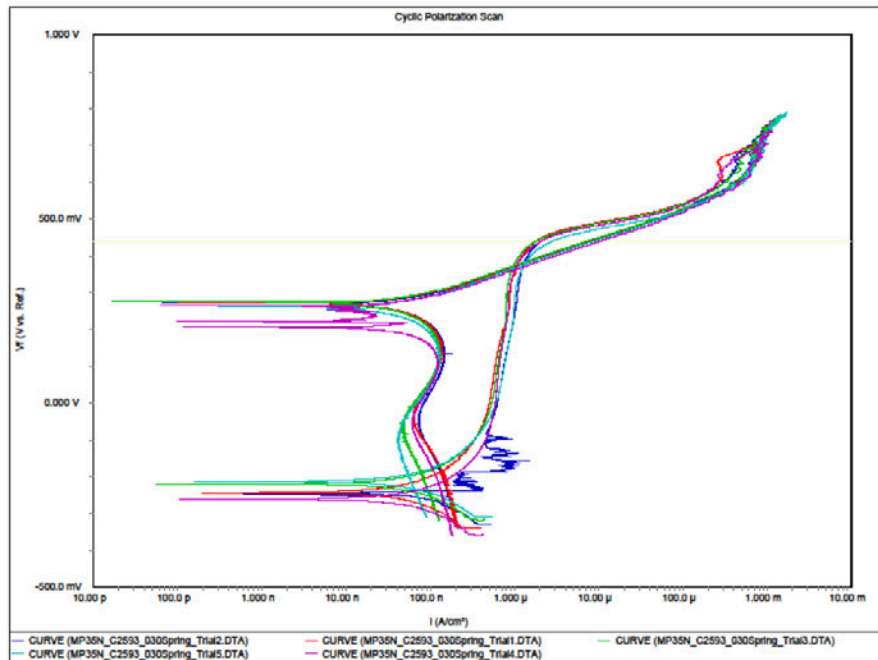 Cyclic Polarization Scan
1.000 V
500.0 mV
0.000 V
-500.0 mV
Vf (V vs. Ref.)
10.00 p 100.0 p 1.000 n 10.00 n 100.0 n 1.000 µ 10.00 µ 100.0 µ 1.000 m 10.00 m
I (A/cm²)
CURVE (MP35N_C2593_030Spring_Trial2.DTA) CURVE (MP35N_C2593_030Spring_Trial1.DTA) CURVE (MP35N_C2593_030Spring_Trial3.DTA)
CURVE (MP35N_C2593_030Spring_Trial5.DTA) CURVE (MP35N_C2593_030Spring_Trial4.DTA)